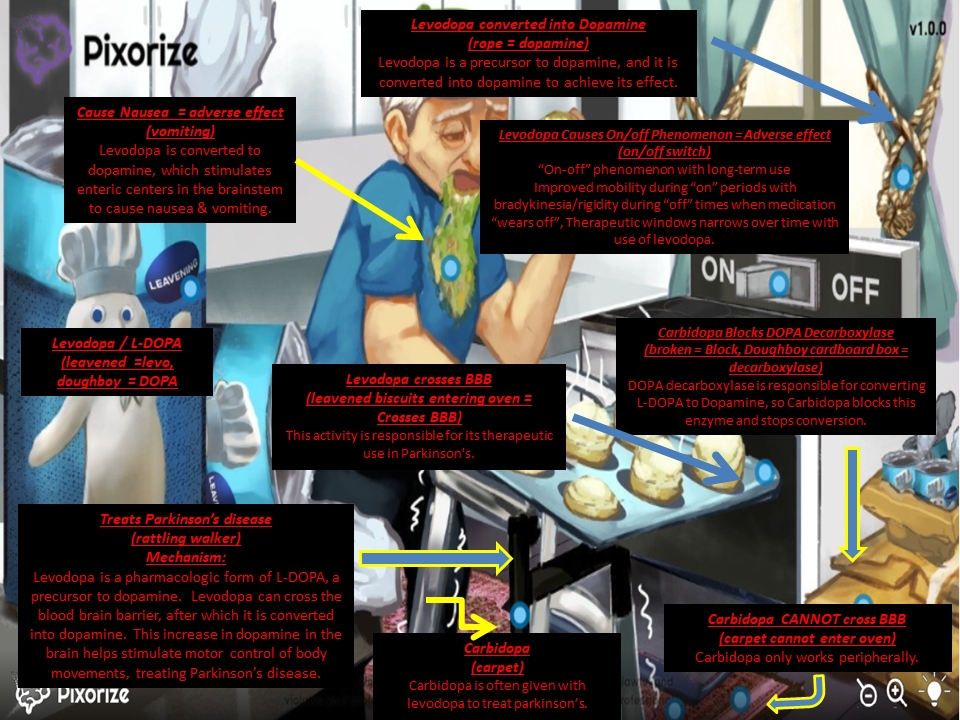 Pixorize
v1.0.0
Levodopa converted into Dopamine
(rope = dopamine)
Levodopa is a precursor to dopamine, and it is
converted into dopamine to achieve its effect.
Cause Nausea = adverse effect
(vomiting)
Levodopa is converted to
dopamine, which stimulates
enteric centers in the brainstem
to cause nausea & vomiting.
Levodopa Causes On/off Phenomenon = Adverse effect
(on/off switch)
“On-off” phenomenon with long-term use
Improved mobility during “on” periods with
bradykinesia/rigidity during “off” times when medication
“wears off”, Therapeutic windows narrows over time with
use of levodopa.
LEAVENING
ON
OFF
Levodopa / L-DOPA
(leavened =levo,
doughboy = DOPA
Carbidopa Blocks DOPA Decarboxylase
(broken = Block, Doughboy cardboard box =
decarboxylase)
DOPA decarboxylase is responsible for converting
L-DOPA to Dopamine, so Carbidopa blocks this
enzyme and stops conversion.
Levodopa crosses BBB
(leavened biscuits entering oven =
Crosses BBB)
This activity is responsible for its therapeutic
use in Parkinson's.
Treats Parkinson’s disease
(rattling walker)
Mechanism:
Levodopa is a pharmacologic form of L-DOPA, a
precursor to dopamine. Levodopa can cross the
blood brain barrier, after which it is converted
into dopamine. This increase in dopamine in the
brain helps stimulate motor control of body
movements, treating Parkinson’s disease.
Carbidopa
(carpet)
Carbidopa is often given with
levodopa to treat parkinson’s.
Carbidopa CANNOT cross BBB
(carpet cannot enter oven)
Carbidopa only works peripherally.
Pixorize